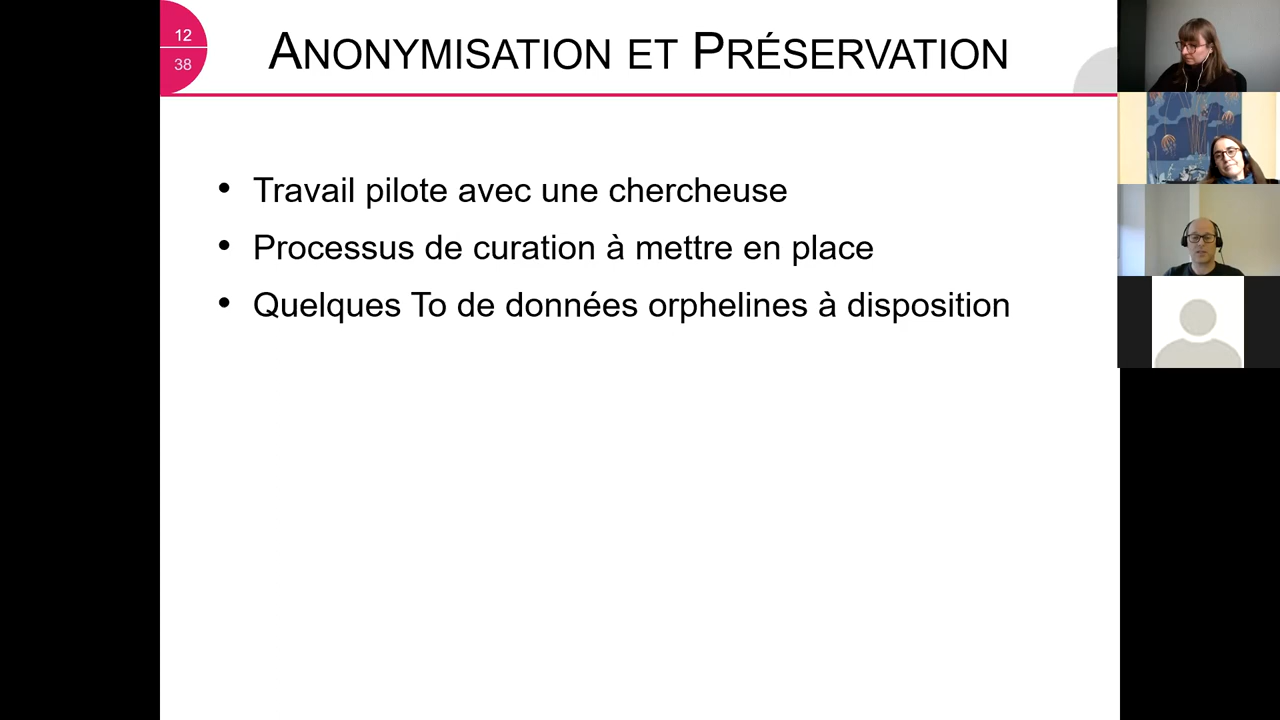 12
38
ANONYMISATION ET PRÉSERVATION
• Travail pilote avec une chercheuse
• Processus de curation à mettre en place
• Quelques To de données orphelines à disposition